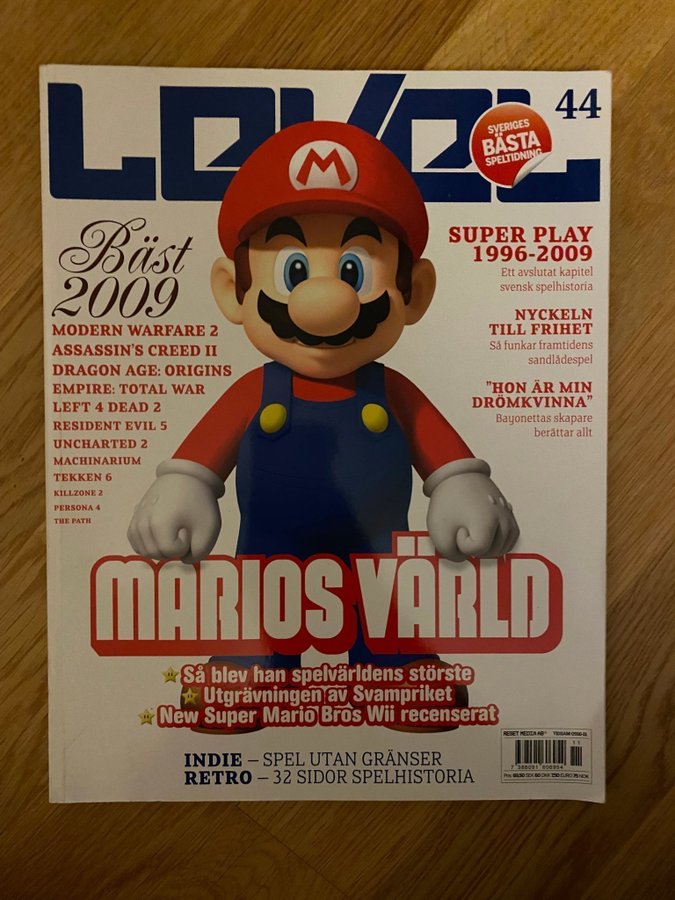 LEVEL
44
SVERIGES
BÄSTA
SPELTIDNING
M
Bäst
2009
MODERN WARFARE 2
ASSASSIN'S CREED II
DRAGON AGE: ORIGINS
EMPIRE: TOTAL WAR
LEFT 4 DEAD 2
RESIDENT EVIL 5
UNCHARTED 2
MACHINARIUM
TEKKEN 6
KILLZONE 2
PERSONA 4
THE PATH
SUPER PLAY
1996-2009
Ett avslutat kapitel
svensk spelhistoria
NYCKELN
TILL FRIHET
Så funkar framtidens
sandlådespel
"HON ÄR MIN
DRÖMKVINNA"
Bayonettas skapare
berättar allt
MARIOS VÄRLD
Så blev han spelvärldens störste
Utgrävningen av Svampriket
New Super Mario Bros Wii recenserat
INDIE – SPEL UTAN GRÄNSER
RETRO – 32 SIDOR SPELHISTORIA
RESET MEDIA AB
11